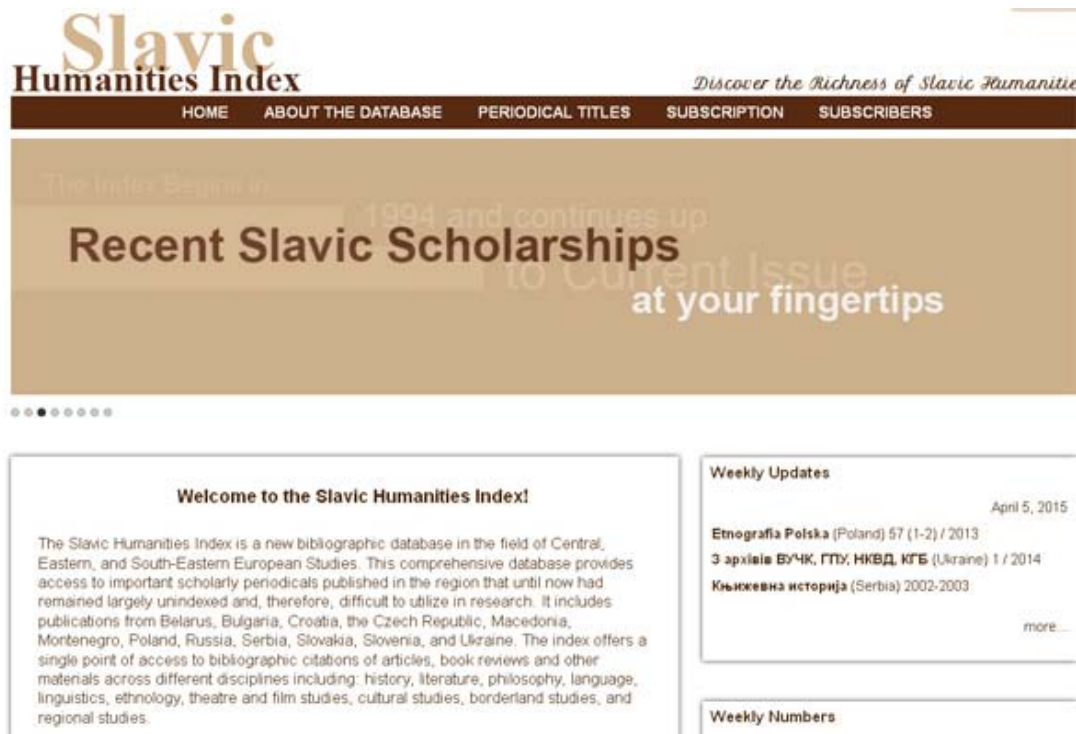 Slavic
Humanities Index
Discover the Richness of Slavic Humanitie
HOME ABOUT THE DATABASE PERIODICAL TITLES SUBSCRIPTION SUBSCRIBERS
The Index Begins in
1994 and continues up
Recent Slavic Scholarships
to Current Issue
at your fingertips
Welcome to the Slavic Humanities Index!
The Slavic Humanities Index is a new bibliographic database in the field of Central,
Eastern, and South-Eastern European Studies. This comprehensive database provides
access to important scholarly periodicals published in the region that until now had
remained largely unindexed and, therefore, difficult to utilize in research. It includes
publications from Belarus, Bulgaria, Croatia, the Czech Republic, Macedonia,
Montenegro, Poland, Russia, Serbia, Slovakia, Slovenia, and Ukraine. The index offers a
single point of access to bibliographic citations of articles, book reviews and other
materials across different disciplines including: history, literature, philosophy, language,
linguistics, ethnology, theatre and film studies, cultural studies, borderland studies, and
regional studies.
Weekly Updates
April 5, 2015
Etnografia Polska (Poland) 57 (1-2) / 2013
З архівів ВУЧК, ГПУ, НКВД, КГБ (Ukraine) 1 / 2014
Књижевна историја (Serbia) 2002-2003
more...
Weekly Numbers